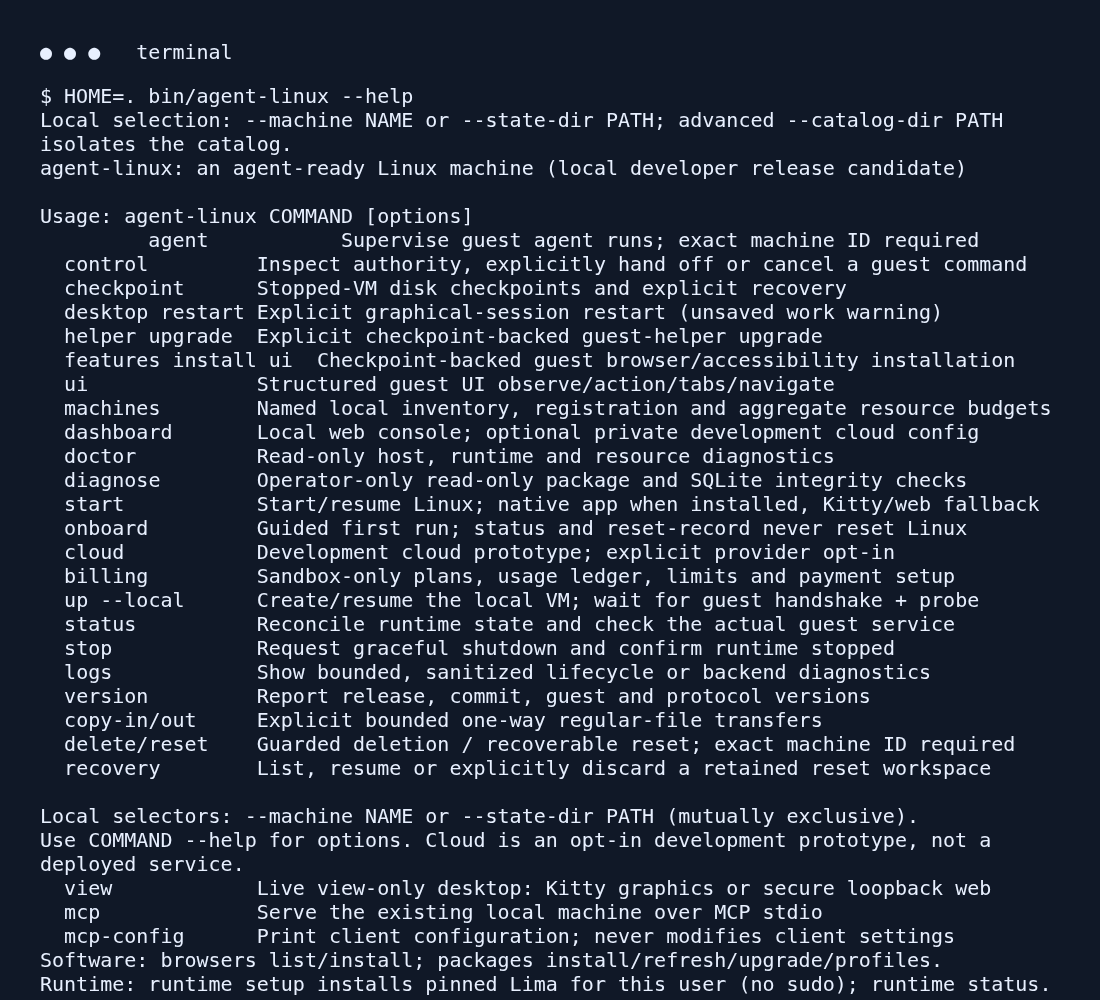 ● ● ●   terminal
$ HOME=. bin/agent-linux --help
Local selection: --machine NAME or --state-dir PATH; advanced --catalog-dir PATH
isolates the catalog.
agent-linux: an agent-ready Linux machine (local developer release candidate)

Usage: agent-linux COMMAND [options]
         agent           Supervise guest agent runs; exact machine ID required
  control         Inspect authority, explicitly hand off or cancel a guest command
  checkpoint      Stopped-VM disk checkpoints and explicit recovery
  desktop restart Explicit graphical-session restart (unsaved work warning)
  helper upgrade  Explicit checkpoint-backed guest-helper upgrade
  features install ui  Checkpoint-backed guest browser/accessibility installation
  ui              Structured guest UI observe/action/tabs/navigate
  machines        Named local inventory, registration and aggregate resource budgets
  dashboard       Local web console; optional private development cloud config
  doctor          Read-only host, runtime and resource diagnostics
  diagnose        Operator-only read-only package and SQLite integrity checks
  start           Start/resume Linux; native app when installed, Kitty/web fallback
  onboard         Guided first run; status and reset-record never reset Linux
  cloud           Development cloud prototype; explicit provider opt-in
  billing         Sandbox-only plans, usage ledger, limits and payment setup
  up --local      Create/resume the local VM; wait for guest handshake + probe
  status          Reconcile runtime state and check the actual guest service
  stop            Request graceful shutdown and confirm runtime stopped
  logs            Show bounded, sanitized lifecycle or backend diagnostics
  version         Report release, commit, guest and protocol versions
  copy-in/out     Explicit bounded one-way regular-file transfers
  delete/reset    Guarded deletion / recoverable reset; exact machine ID required
  recovery        List, resume or explicitly discard a retained reset workspace

Local selectors: --machine NAME or --state-dir PATH (mutually exclusive).
Use COMMAND --help for options. Cloud is an opt-in development prototype, not a
deployed service.
  view            Live view-only desktop: Kitty graphics or secure loopback web
  mcp             Serve the existing local machine over MCP stdio
  mcp-config      Print client configuration; never modifies client settings
Software: browsers list/install; packages install/refresh/upgrade/profiles.
Runtime: runtime setup installs pinned Lima for this user (no sudo); runtime status.